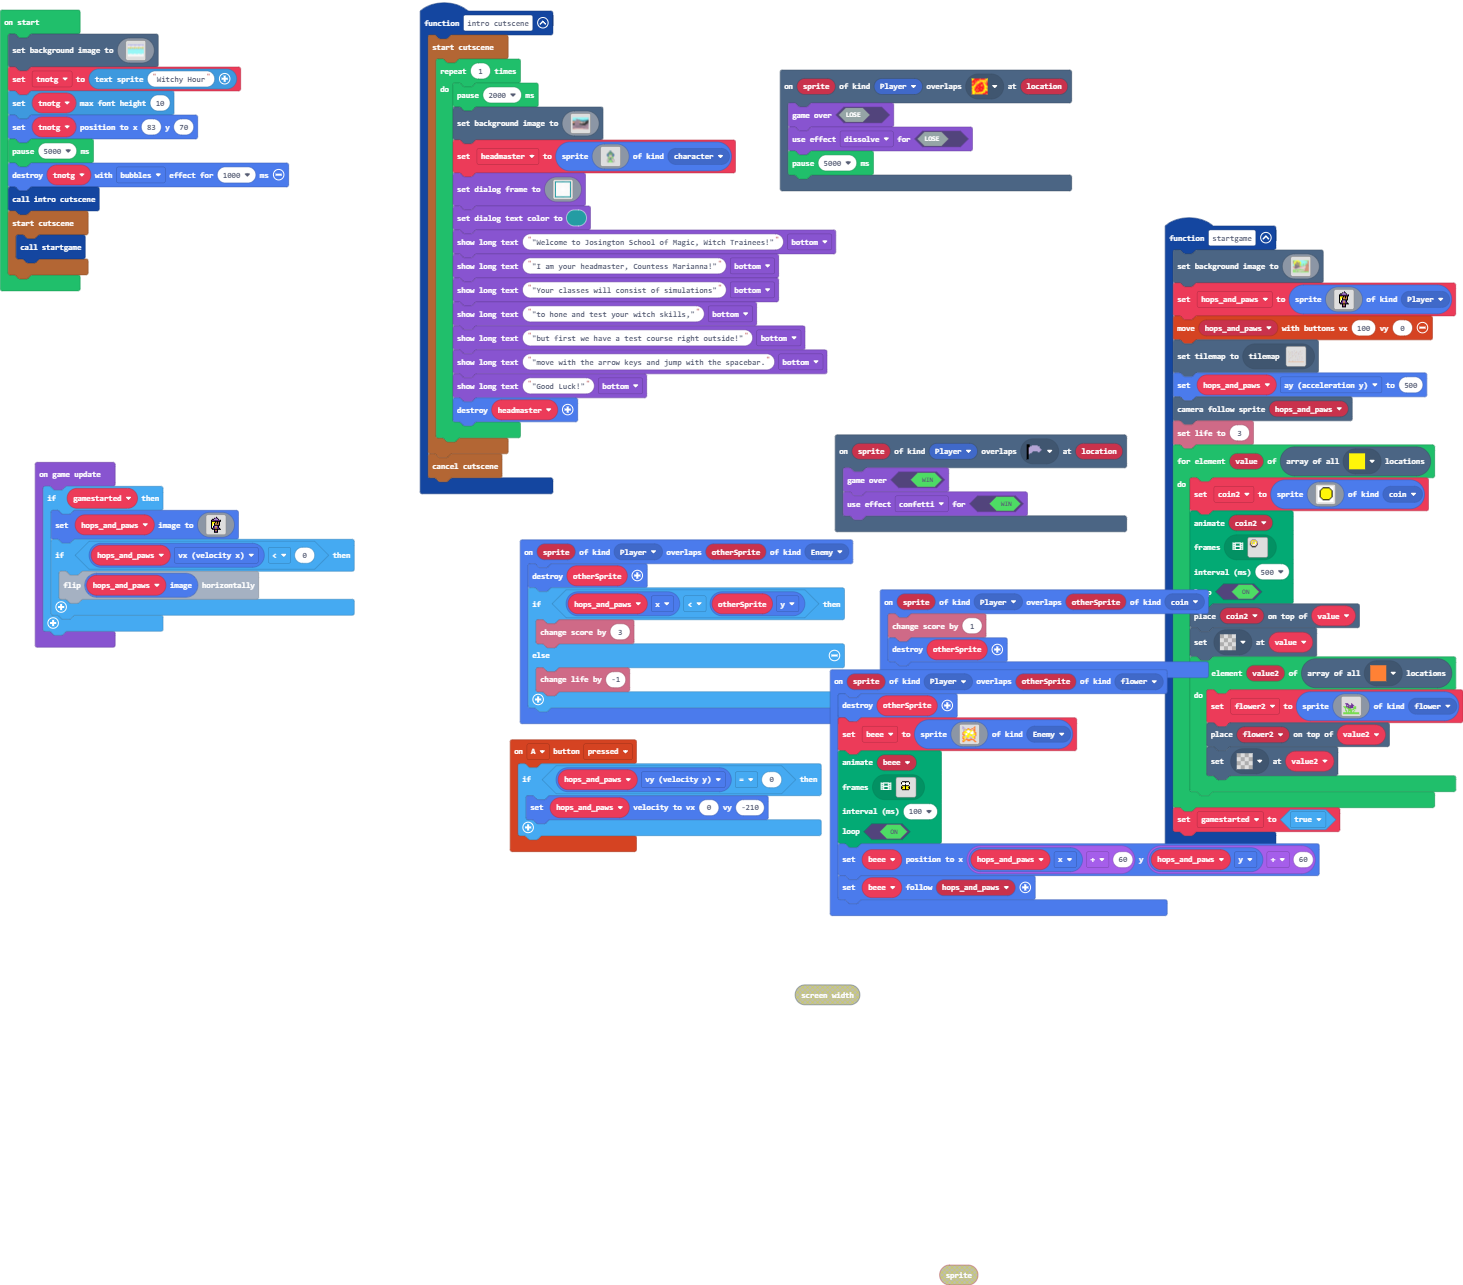 on start
set background image to
set tnotg to text sprite "Witchy Hour"
set tnotg max font height 10
set tnotg position to x 83 y 70
pause 5000 ms
destroy tnotg with bubbles effect for 1000 ms
call intro cutscene
start cutscene
call startgame
function intro cutscene
start cutscene
repeat 1 times
do
pause 2000 ms
set background image to
set headmaster to sprite of kind character
set dialog frame to
set dialog text color to
show long text ""Welcome to Josington School of Magic, Witch Trainees!"" bottom
show long text ""I am your headmaster, Countess Marianna!"" bottom
show long text ""Your classes will consist of simulations" bottom
show long text ""to hone and test your witch skills," bottom
show long text ""but first we have a test course right outside!"" bottom
show long text ""move with the arrow keys and jump with the spacebar." bottom
show long text ""Good Luck!"" bottom
destroy headmaster
cancel cutscene
on sprite of kind Player overlaps at location
game over LOSE
use effect dissolve for LOSE
pause 5000 ms
function startgame
set background image to
set hops_and_paws to sprite of kind Player
move hops_and_paws with buttons vx 100 vy 0
set tilemap to tilemap
set hops_and_paws ay (acceleration y) to 500
camera follow sprite hops_and_paws
set life to 3
for element value of array of all locations
do
set coin2 to sprite of kind coin
animate coin2
frames
interval (ms) 500
ON
place coin2 on top of value
set at value
element value2 of array of all locations
do
set flower2 to sprite of kind flower
place flower2 on top of value2
set at value2
set gamestarted to true
on game update
if gamestarted then
set hops_and_paws image to
if hops_and_paws vx (velocity x) < 0 then
flip hops_and_paws image horizontally
on sprite of kind Player overlaps at location
game over WIN
use effect confetti for WIN
on sprite of kind Player overlaps otherSprite of kind Enemy
destroy otherSprite
if hops_and_paws x < otherSprite y then
change score by 3
else
change life by -1
on sprite of kind Player overlaps otherSprite of kind coin
change score by 1
destroy otherSprite
on sprite of kind Player overlaps otherSprite of kind flower
destroy otherSprite
set beee to sprite of kind Enemy
animate beee
frames
interval (ms) 100
loop ON
set beee position to x hops_and_paws x 60 y hops_and_paws y 60
set beee follow hops_and_paws
on A button pressed
if hops_and_paws vy (velocity y) = 0 then
set hops_and_paws velocity to vx 0 vy -210
screen width
sprite